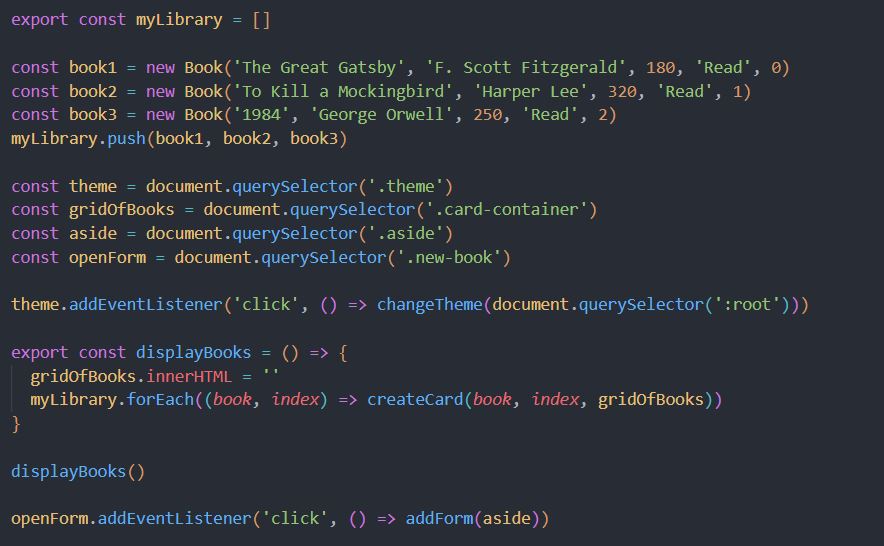 export const myLibrary = []
const book1 = new Book('The Great Gatsby', 'F. Scott Fitzgerald', 180, 'Read', 0)
const book2 = new Book('To Kill a Mockingbird', 'Harper Lee', 320, 'Read', 1)
const book3 = new Book('1984', 'George Orwell', 250, 'Read', 2)
myLibrary.push(book1, book2, book3)
const theme = document.querySelector('.theme')
const gridOfBooks = document.querySelector('.card-container')
const aside = document.querySelector('.aside')
const openForm = document.querySelector('.new-book')
theme.addEventListener('click', () => changeTheme(document.querySelector(':root')))
export const displayBooks = () => {
  gridOfBooks.innerHTML = ''
  myLibrary.forEach((book, index) => createCard(book, index, gridOfBooks))
}
displayBooks()
openForm.addEventListener('click', () => addForm(aside))